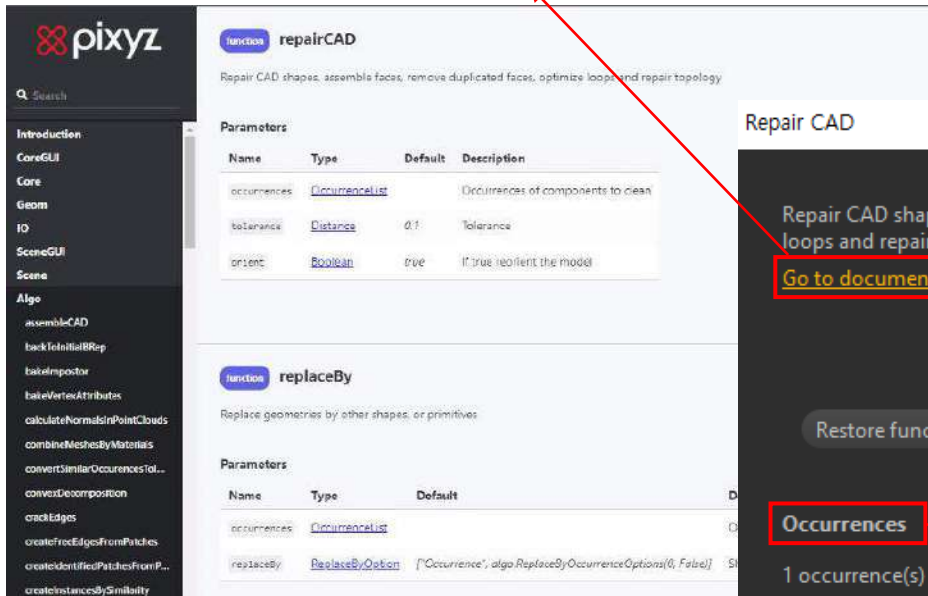 pixyz
Search
Introduction
CoreGUI
Core
Geom
IO
SceneGUI
Scene
Algo
assembleCAD
backToInitialBRep
bakeImpostor
bakeVertexAttributes
calculateNormalsInPointClouds
combineMeshesByMaterials
convertSimilarOccurencesToI...
convexDecomposition
crackEdges
createFreeEdgesFromPatches
createIdentifiedPatchesFromP...
createInstancesBySimilarity
function repairCAD
Repair CAD shapes, assemble faces, remove duplicated faces, optimize loops and repair topology
Parameters
Name Type Default Description
occurrences OccurrenceList Occurrences of components to clean
tolerance Distance 0.1 Tolerance
orient Boolean true If true reorient the model
function replaceBy
Replace geometries by other shapes, or primitives
Parameters
Name Type Default D
occurrences OccurrenceList O
replaceBy ReplaceByOption ["Occurrence", algo.ReplaceByOccurrenceOptions(0, False)] Sh
Repair CAD
Repair CAD shap
loops and repair
Go to documen
Restore func
Occurrences
1 occurrence(s)